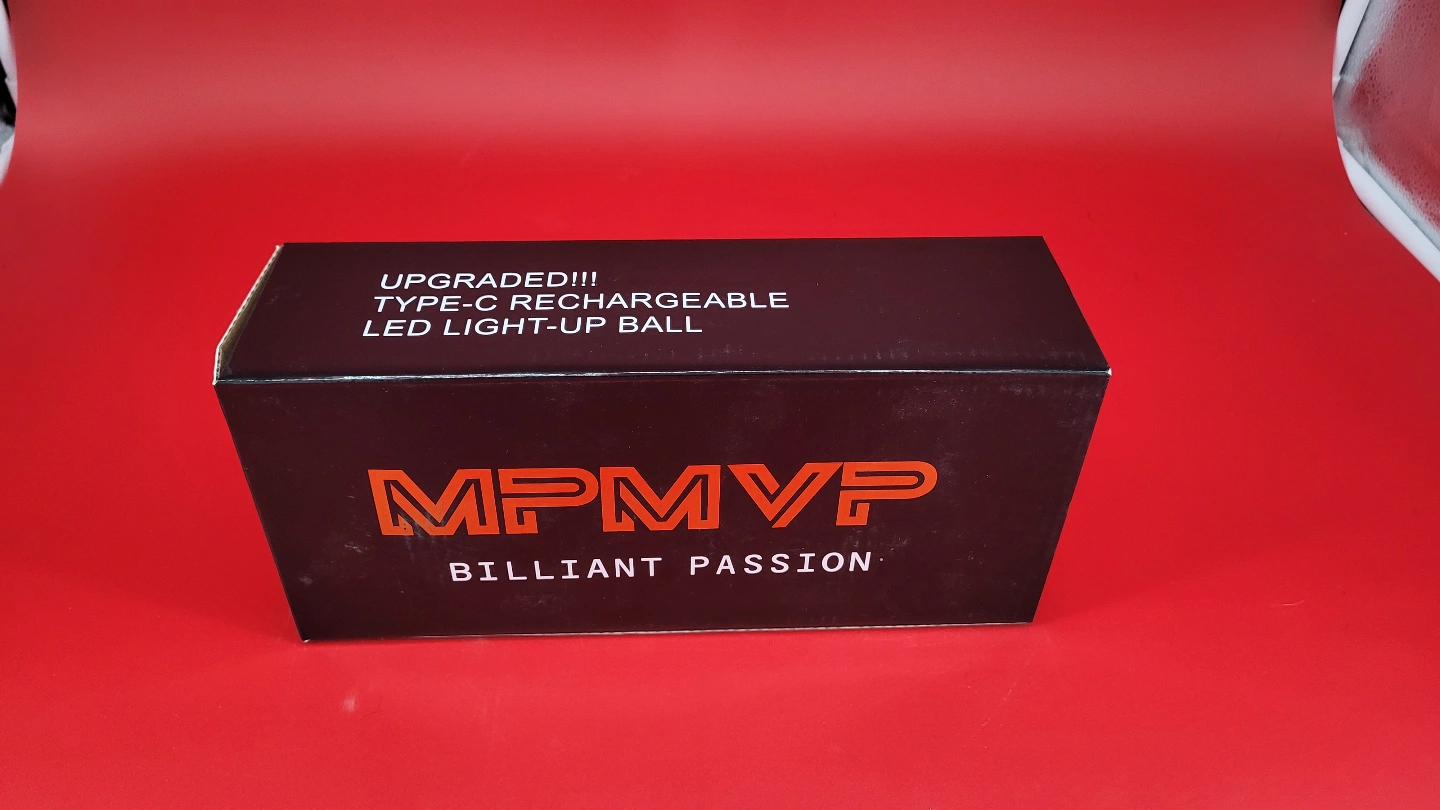 UPGRADED!!!
TYPE-C RECHARGEABLE
LED LIGHT-UP BALL
MPMVP
BILLIANT PASSION